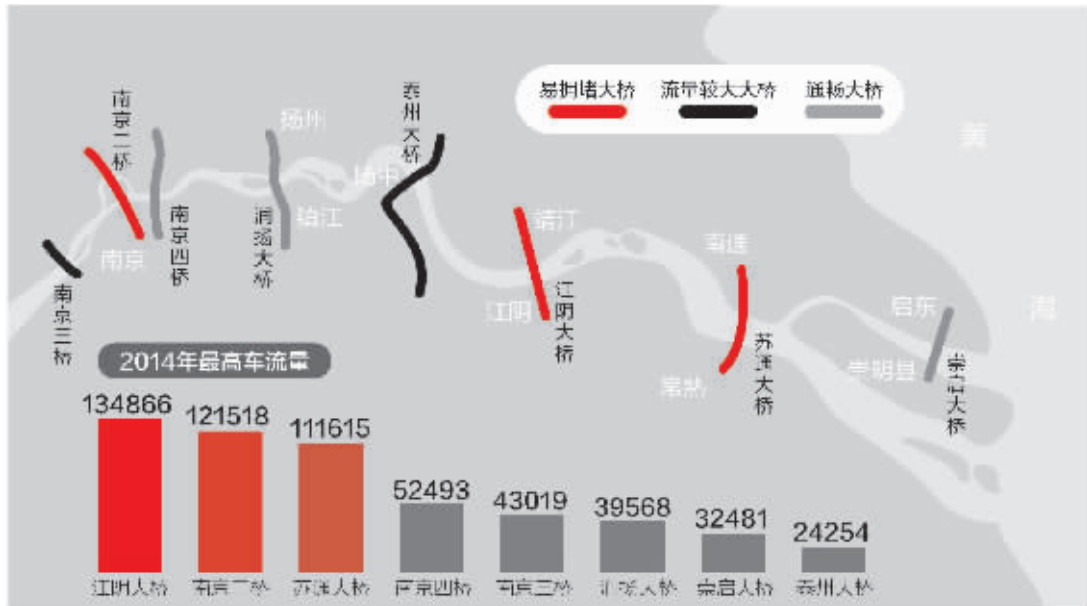 易拥堵大桥 流量较大大桥 通畅大桥
南京二桥
泰州大桥
扬州
扬中
黄
南京四桥
润扬大桥
镇江
靖江
南京
南通
南京三桥
江阴
江阴大桥
启东
海
苏通大桥
崇明县
崇启大桥
常熟
2014年最高车流量
134866 121518 111615 52493 43019 39568 32481 24254
江阴大桥 南京二桥 苏通大桥 南京四桥 南京三桥 润扬大桥 崇启大桥 泰州大桥